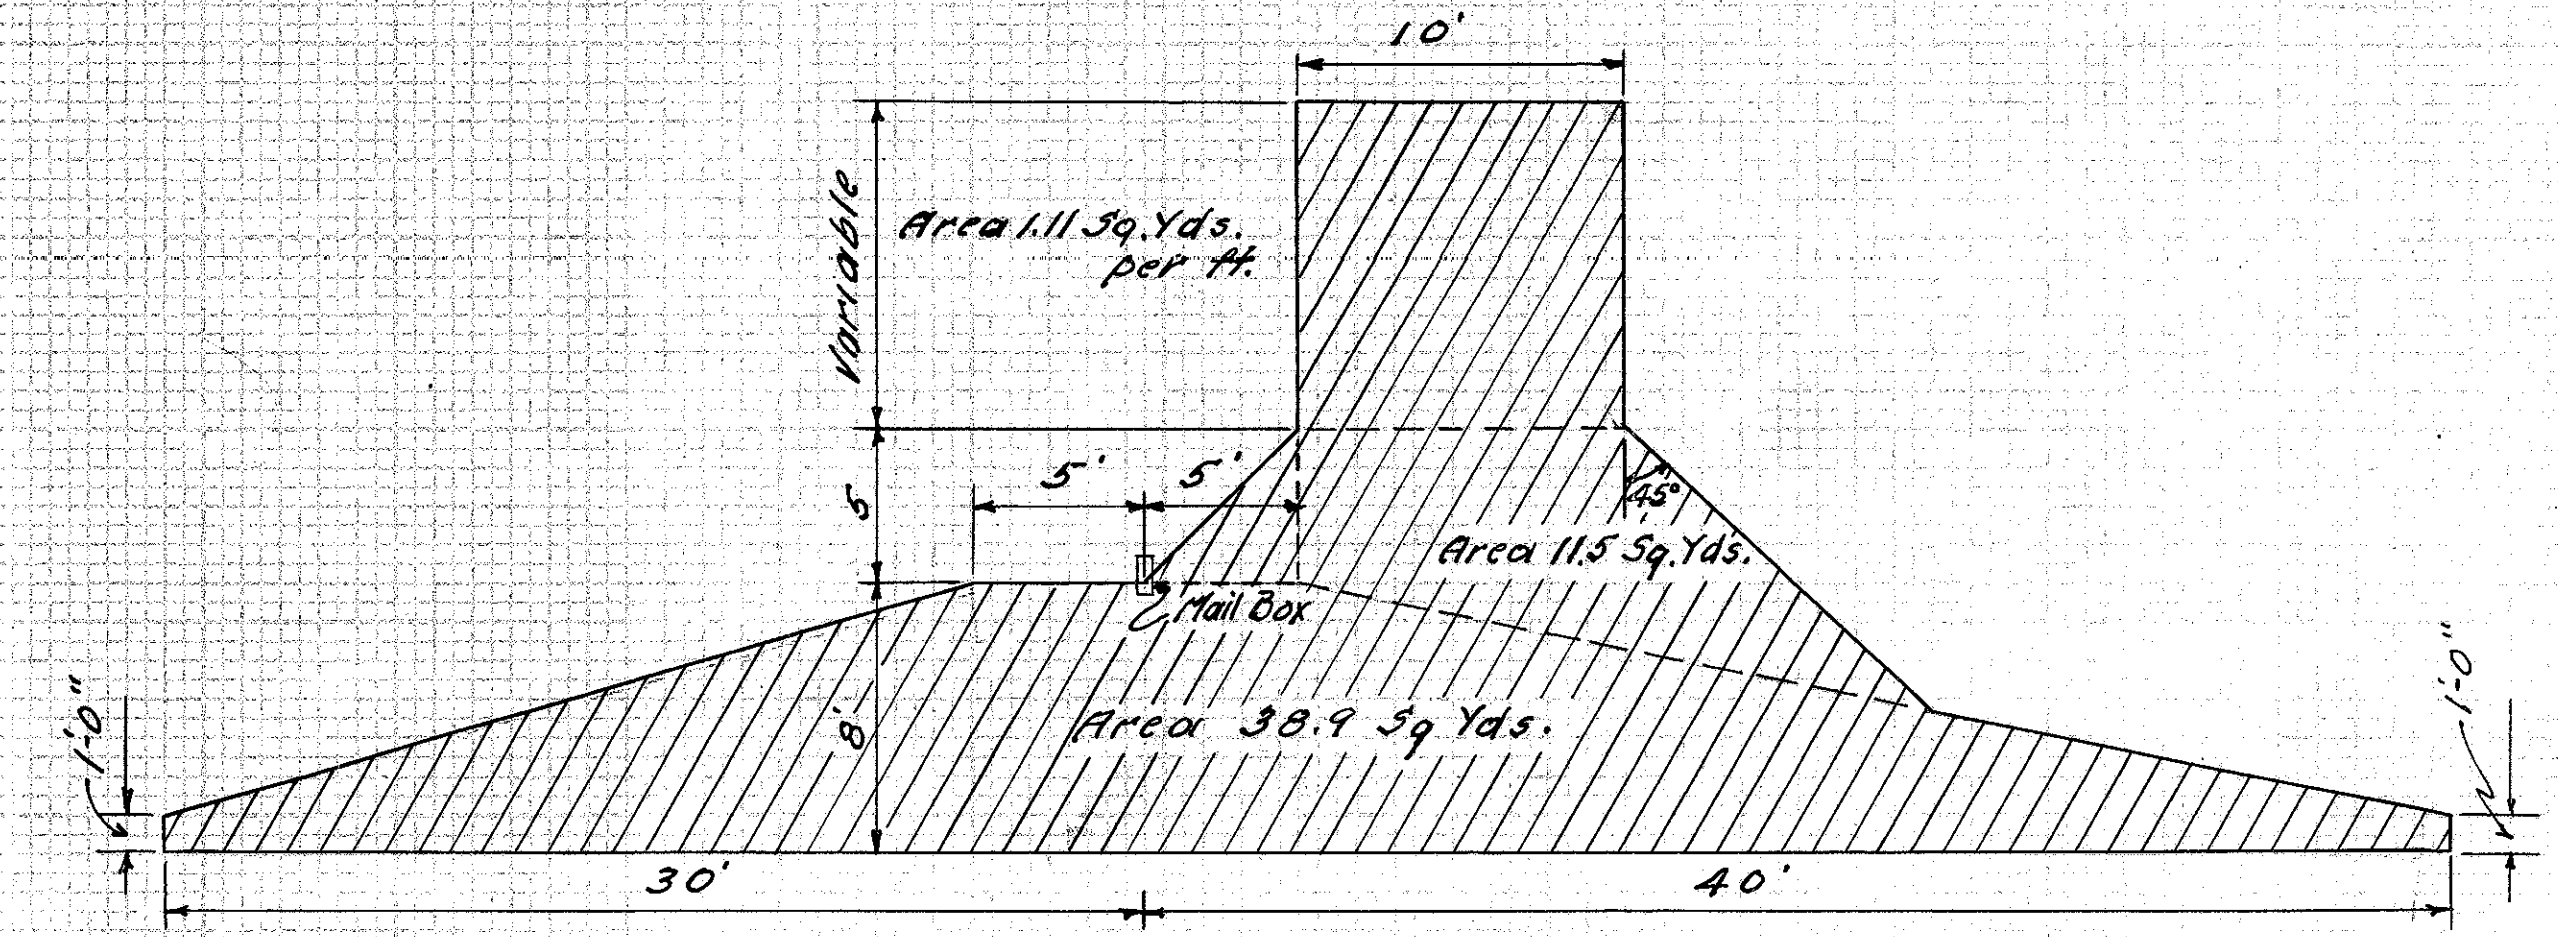 10'
Varriable
Area 1.11 Sq.Yds.
per ft.
5'
5'
5
45°
Area 11.5 Sq.Yds.
Mail Box
1'-0"
8'
Area 38.9 Sq Yds.
1'-0"
30'
40'